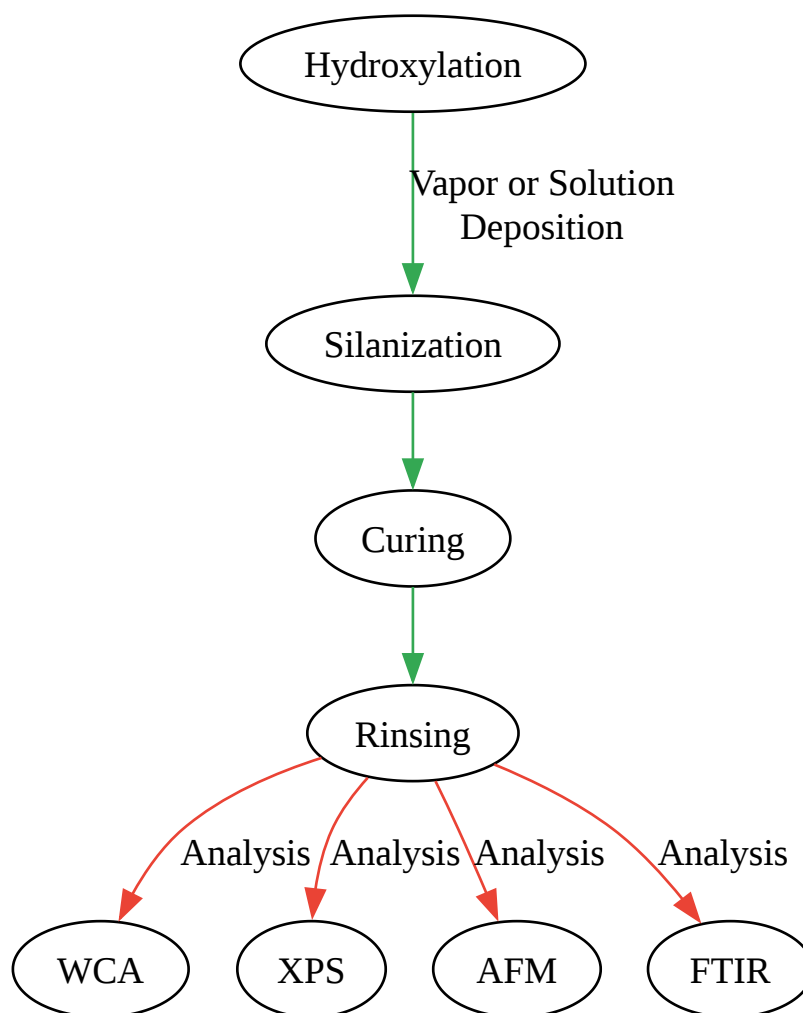 Hydroxylation
Vapor or Solution
Deposition
Silanization
Curing
Rinsing
Analysis Analysis Analysis Analysis
WCA XPS AFM FTIR